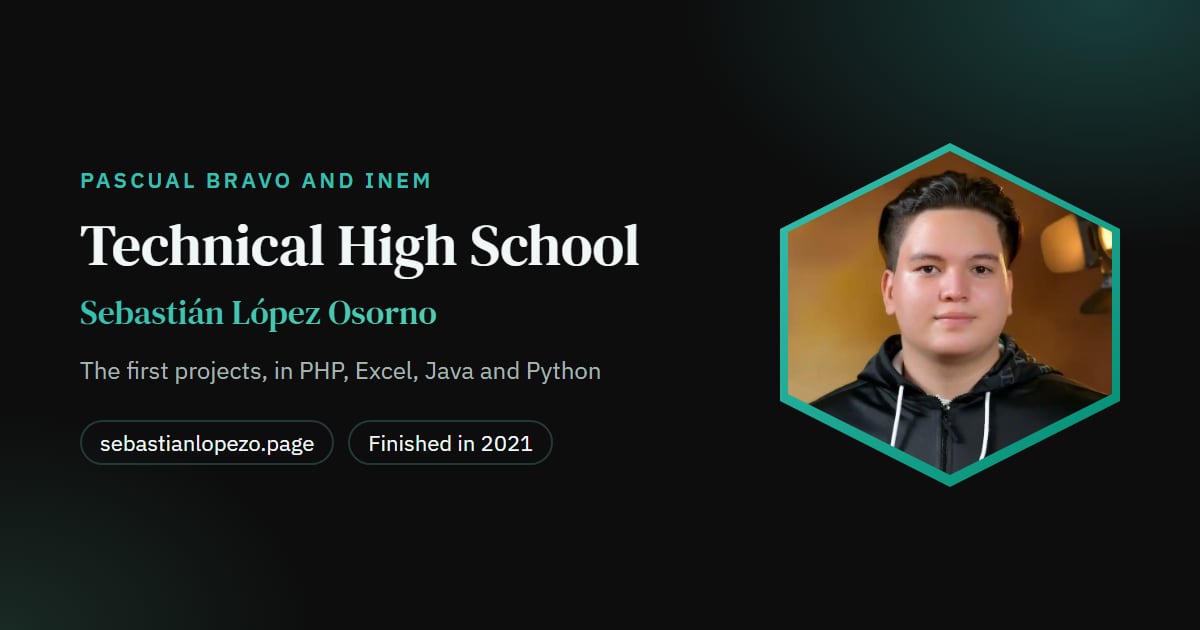 PASCUAL BRAVO AND INEM
Technical High School
Sebastián López Osorno
The first projects, in PHP, Excel, Java and Python
sebastianlopezo.page
Finished in 2021